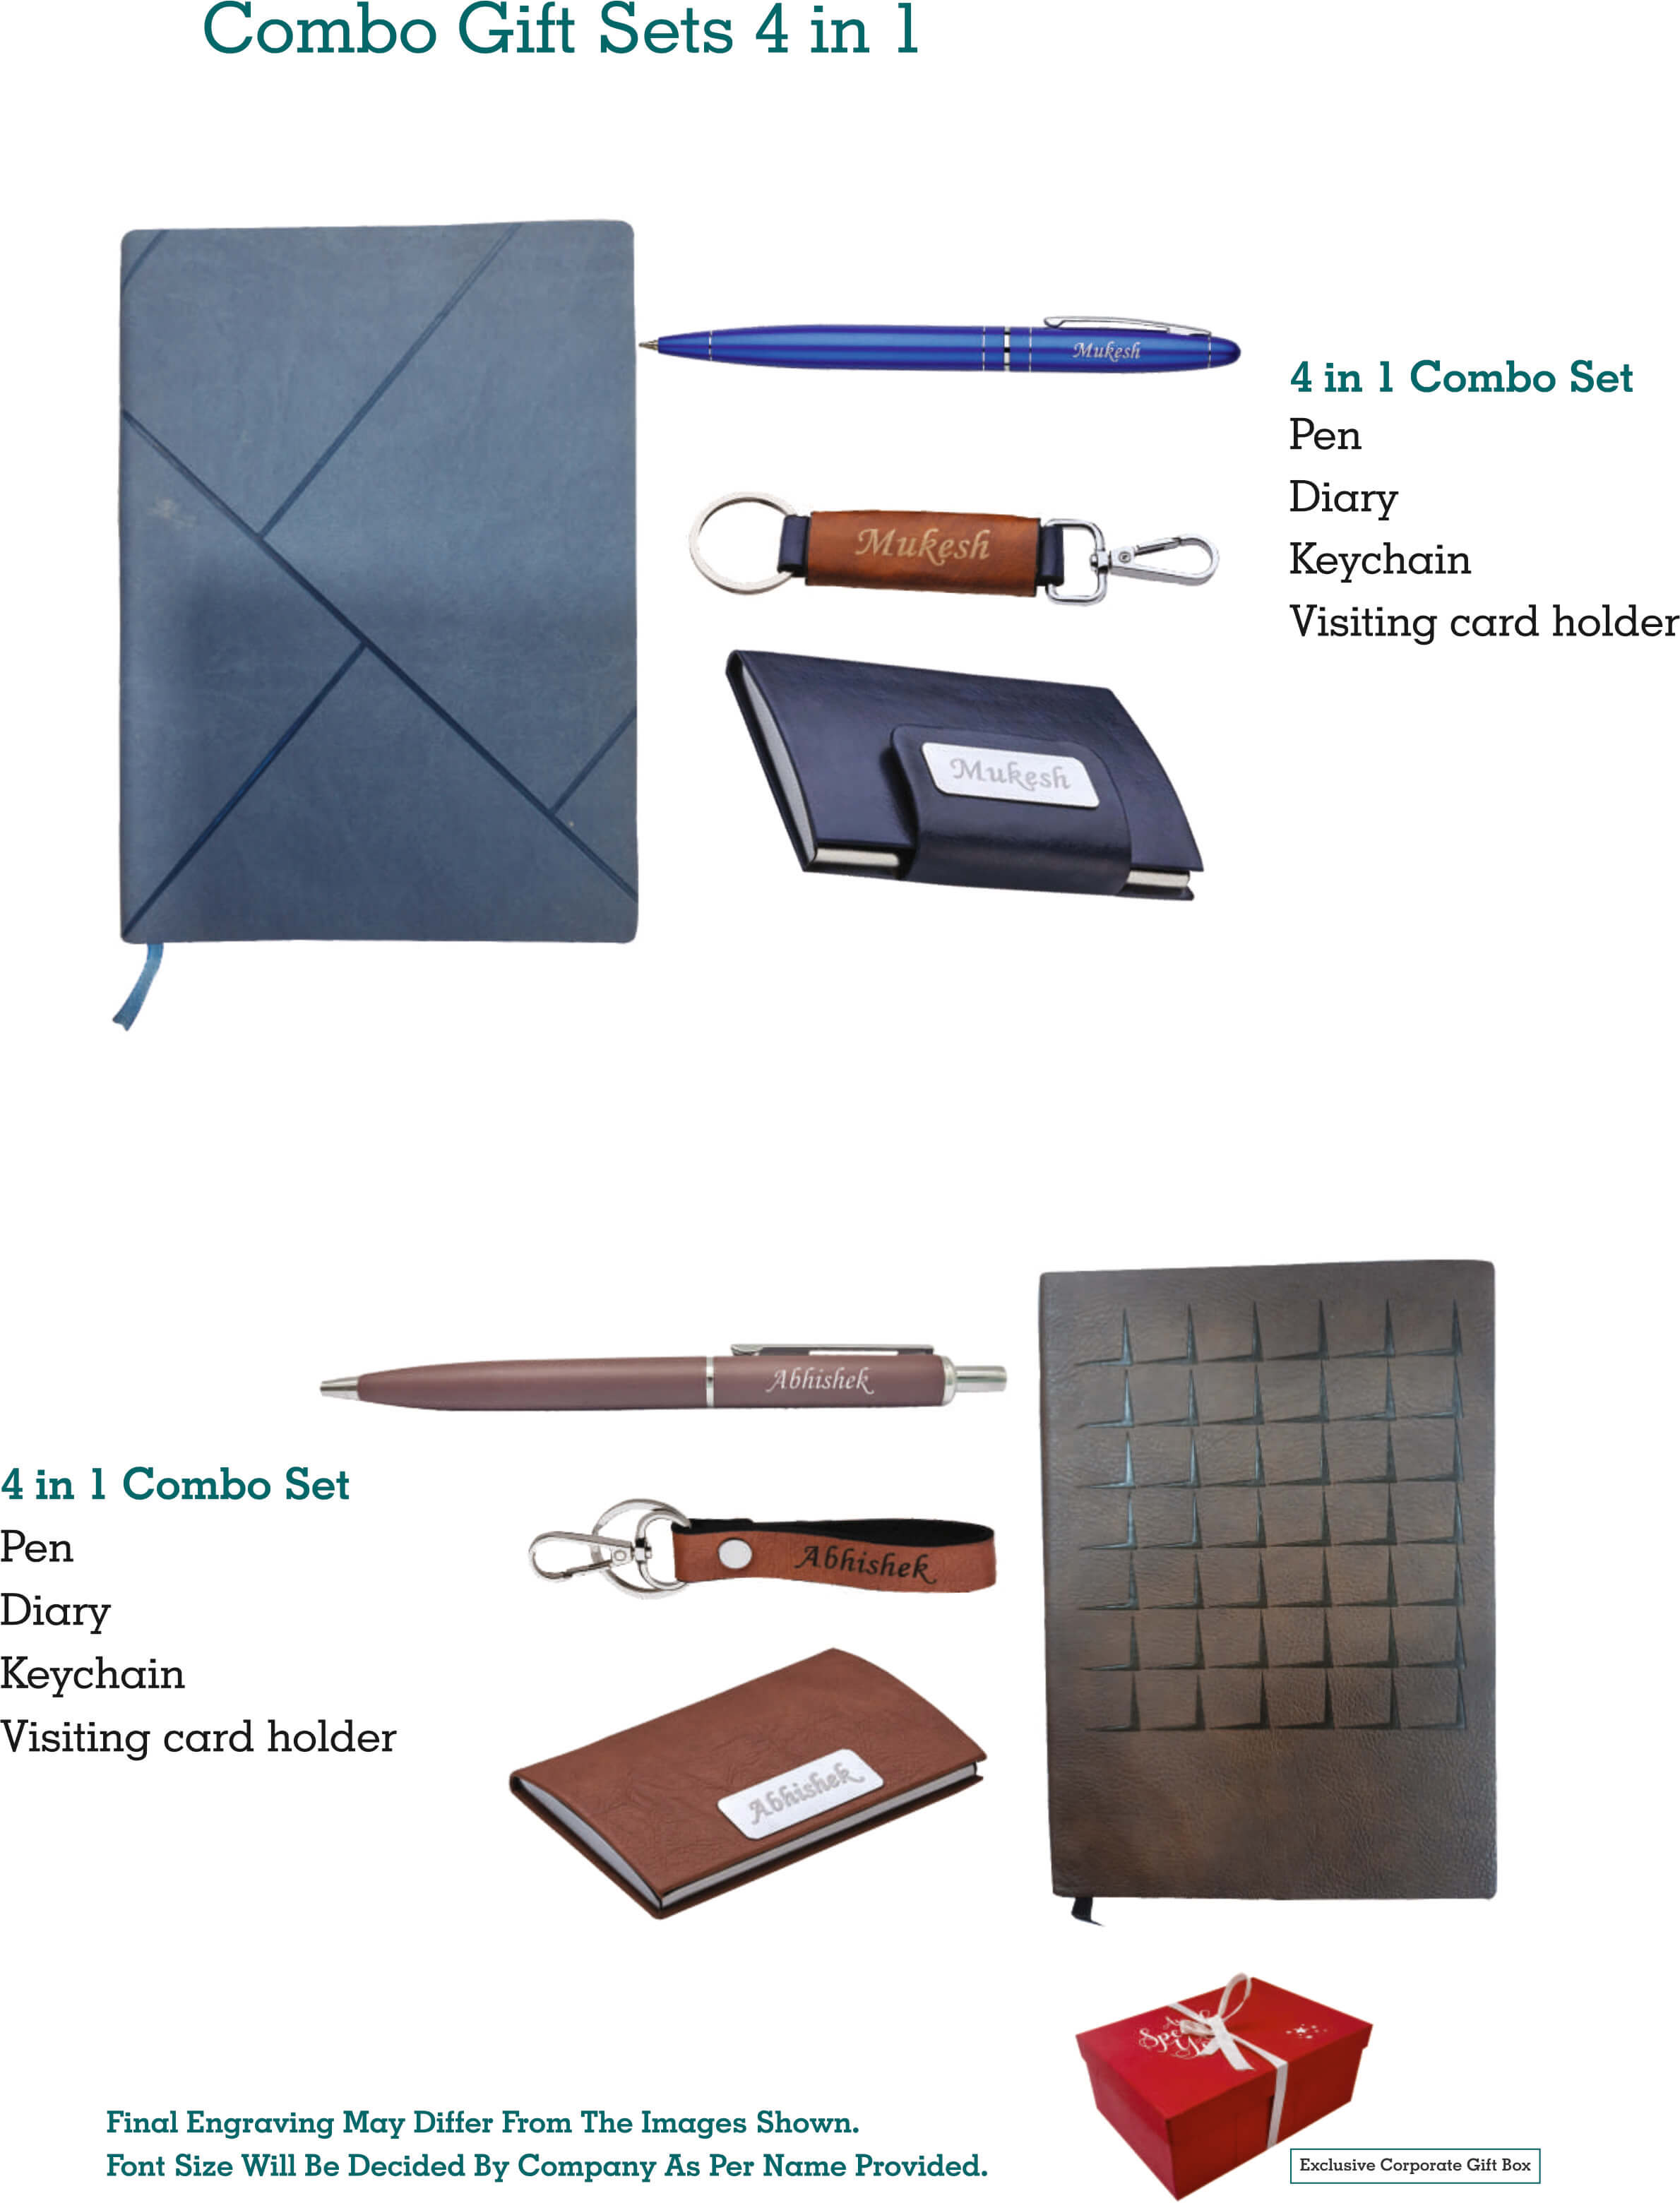 Combo Gift Sets 4 in 1
Mukesh
4 in 1 Combo Set
Pen
Diary
Keychain
Visiting card holder
Mukesh
Mukesh
Abhishek
4 in 1 Combo Set
Pen
Diary
Keychain
Visiting card holder
Abhishek
Abhishek
Final Engraving May Differ From The Images Shown.
Font Size Will Be Decided By Company As Per Name Provided.
Exclusive Corporate Gift Box